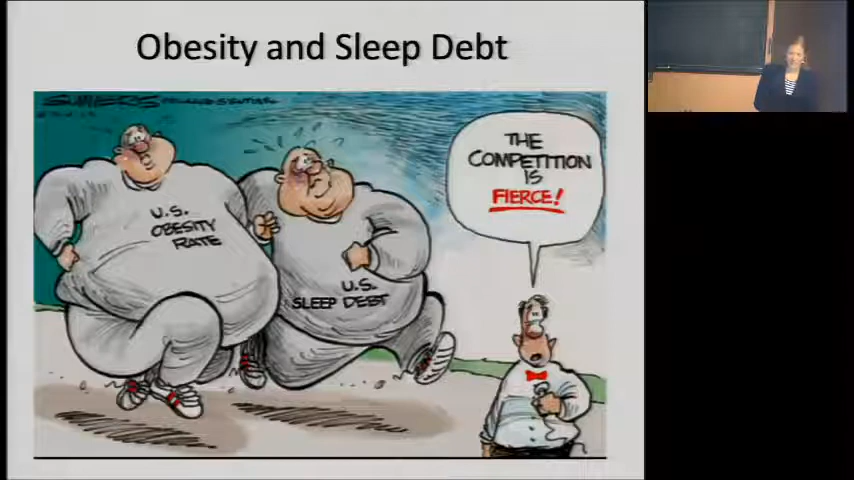 Obesity and Sleep Debt
THE
COMPETITION
IS
FIERCE!
U.S.
OBESITY
RATE
U.S.
SLEEP DEBT